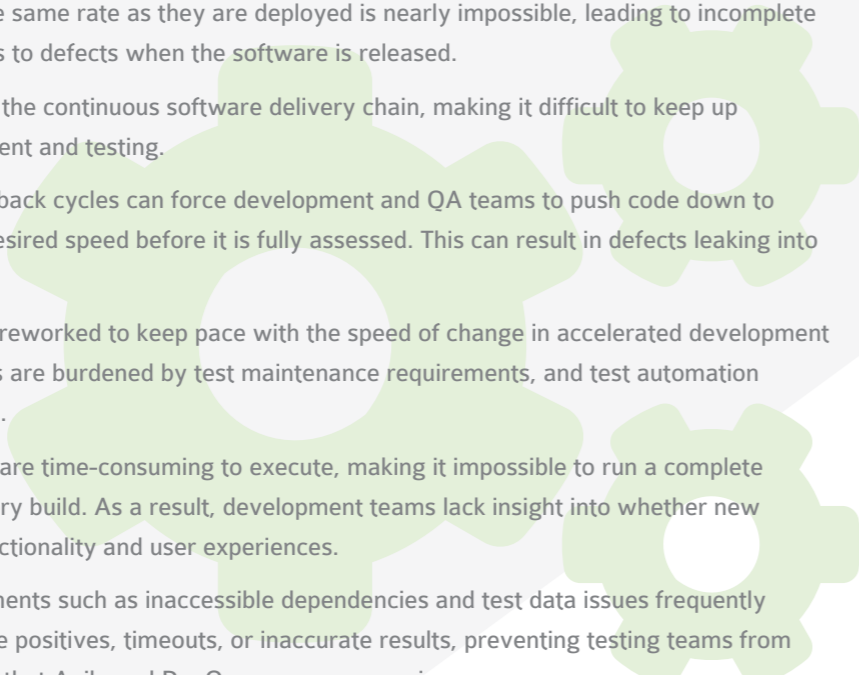 same rate as they are deployed is nearly impossible, leading to incomplete
to defects when the software is released.
the continuous software delivery chain, making it difficult to keep up
and testing.
back cycles can force development and QA teams to push code down to
speed before it is fully assessed. This can result in defects leaking into
reworked to keep pace with the speed of change in accelerated development
are burdened by test maintenance requirements, and test automation
.
are time-consuming to execute, making it impossible to run a complete
build. As a result, development teams lack insight into whether new
and user experiences.
such as inaccessible dependencies and test data issues frequently
positives, timeouts, or inaccurate results, preventing testing teams from